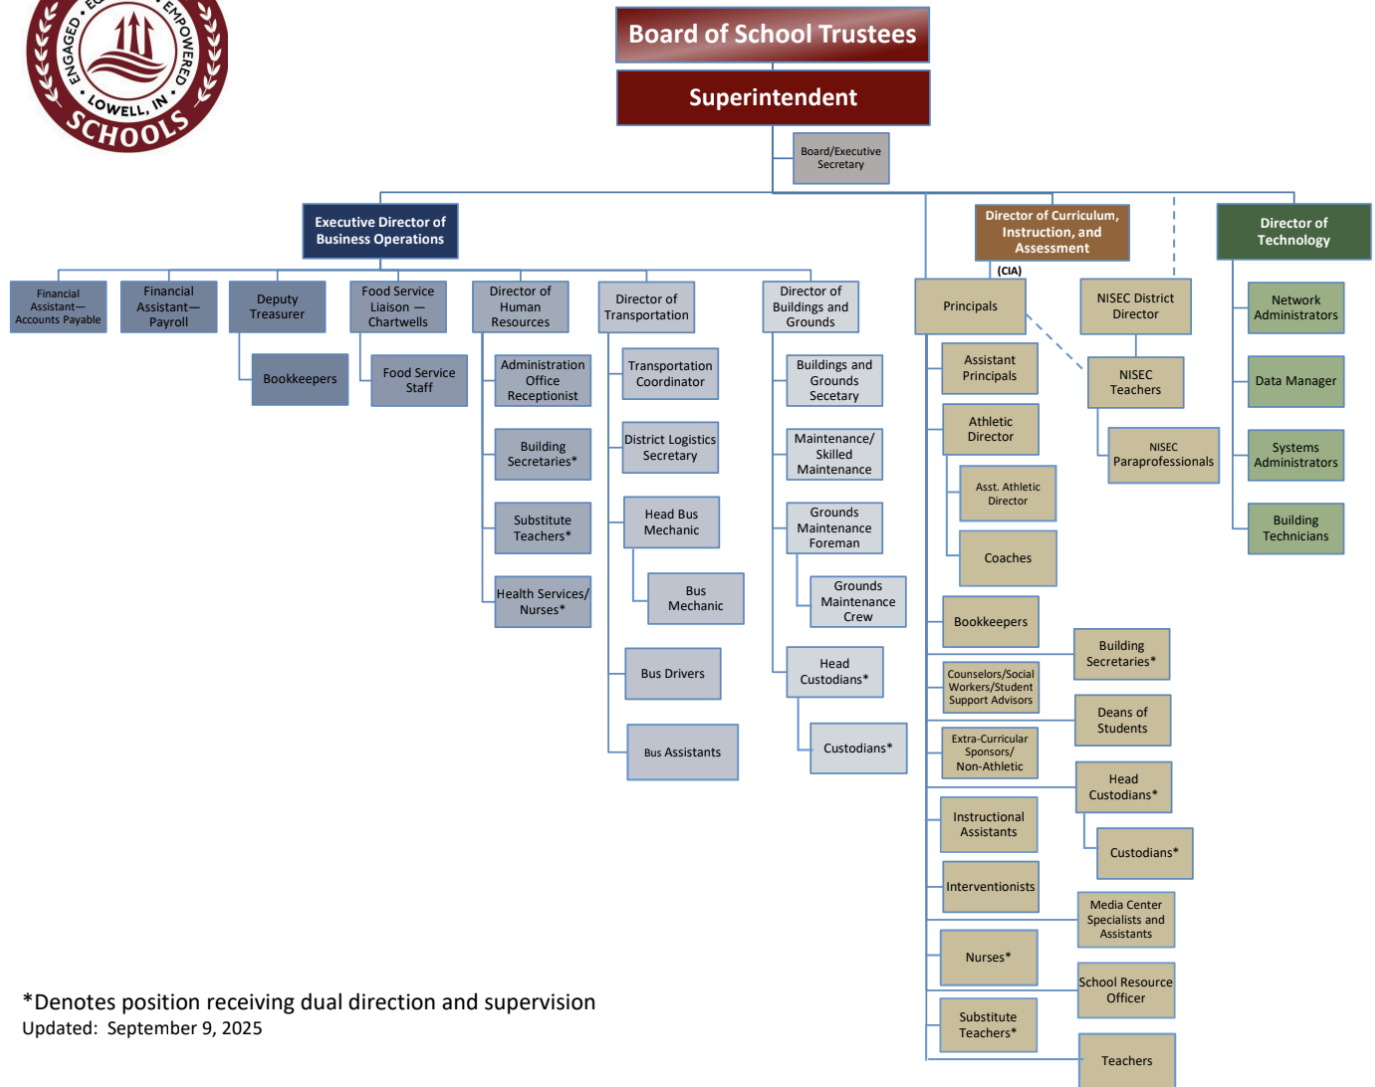 ENGAGED • 
EMPOWERED
• LOWELL, IN •
SCHOOLS
Board of School Trustees
Superintendent
Board/Executive
Secretary
Executive Director of
Business Operations
Director of Curriculum,
Instruction, and
Assessment
Director of
Technology
(CIA)
Financial
Assistant—
Accounts Payable
Financial
Assistant—
Payroll
Deputy
Treasurer
Food Service
Liaison —
Chartwells
Director of
Human
Resources
Director of
Transportation
Director of
Buildings and
Grounds
Principals
NISEC District
Director
Network
Administrators
Bookkeepers
Food Service
Staff
Administration
Office
Receptionist
Transportation
Coordinator
Buildings and
Grounds
Secetary
Assistant
Principals
NISEC
Teachers
Data Manager
Building
Secretaries*
District Logistics
Secretary
Maintenance/
Skilled
Maintenance
Athletic
Director
NISEC
Paraprofessionals
Systems
Administrators
Substitute
Teachers*
Head Bus
Mechanic
Grounds
Maintenance
Foreman
Asst. Athletic
Director
Building
Technicians
Coaches
Health Services/
Nurses*
Bus
Mechanic
Grounds
Maintenance
Crew
Bookkeepers
Building
Secretaries*
Bus Drivers
Head
Custodians*
Counselors/Social
Workers/Student
Support Advisors
Deans of
Students
Bus Assistants
Custodians*
Extra-Curricular
Sponsors/
Non-Athletic
Head
Custodians*
Instructional
Assistants
Custodians*
Interventionists
Media Center
Specialists and
Assistants
Nurses*
School Resource
Officer
Substitute
Teachers*
Teachers
*Denotes position receiving dual direction and supervision
Updated: September 9, 2025